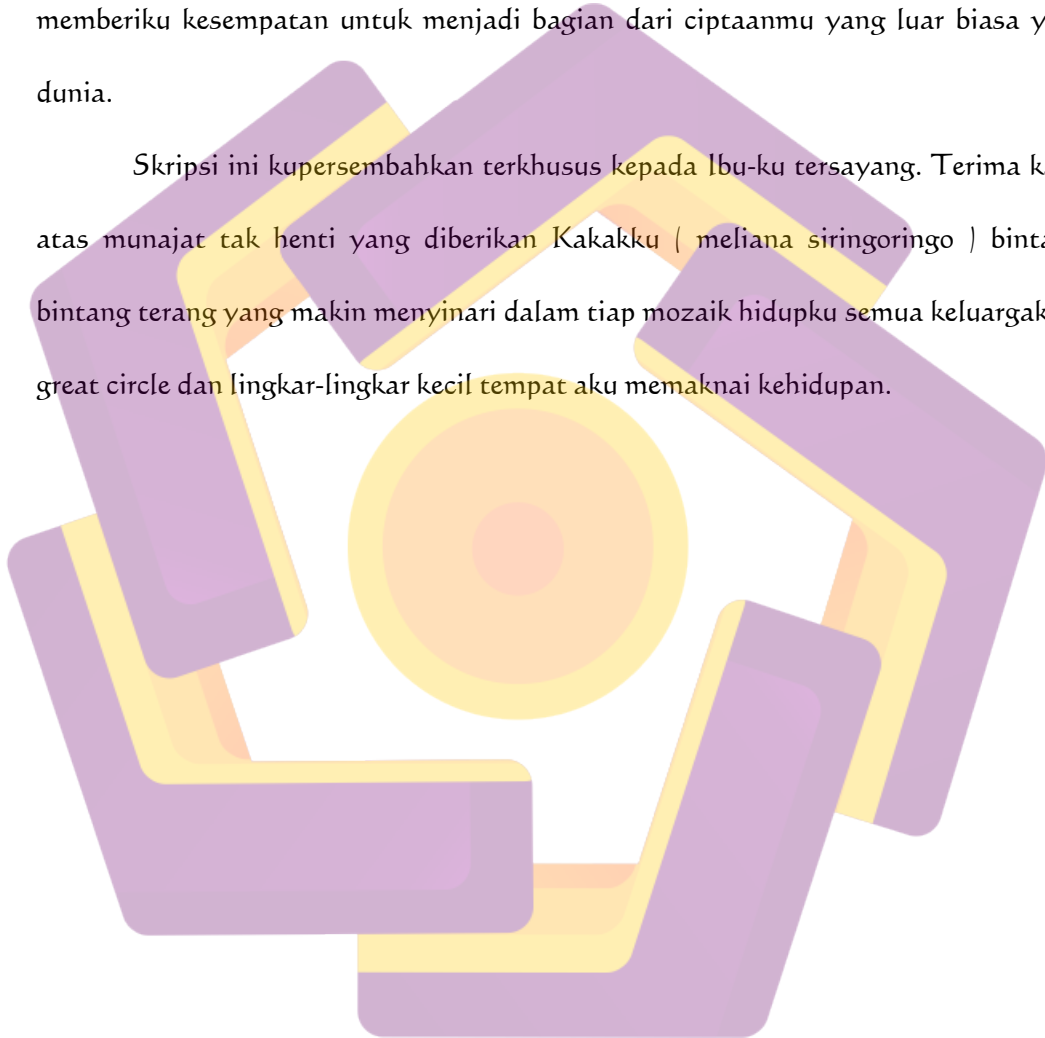 memberiku kesempatan untuk menjadi bagian dari ciptaanmu yang luar biasa
dunia.
Skripsi ini kupersembahkan terkhusus kepada Ibu-ku tersayang. Terima
atas munajat tak henti yang diberikan Kakakku ( meliana siringoringo )
bintang terang yang makin menyinari dalam tiap mozaik hidupku semua
great circle dan lingkar-lingkar kecil tempat aku memaknai kehidupan.